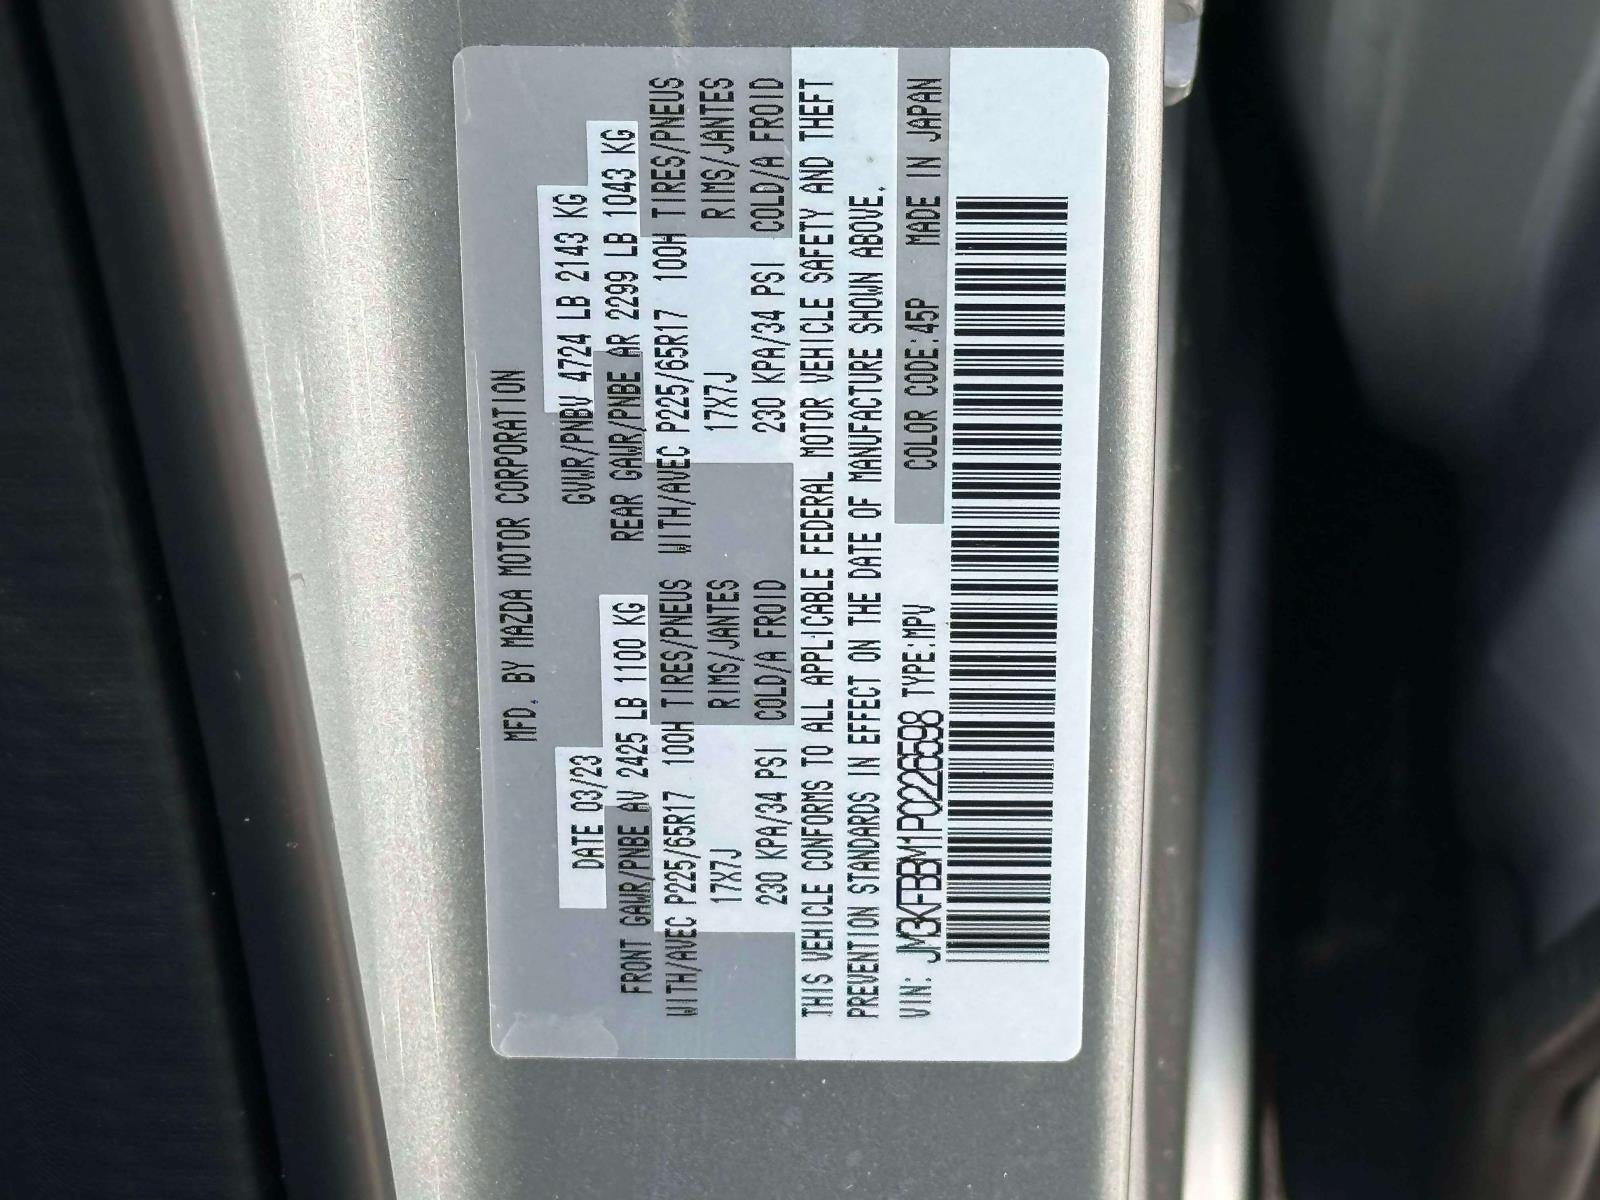 MFD. BY MAZDA MOTOR CORPORATION
DATE 03/23 GVWR/PNBV 4724 LB 2143 KG
FRONT GAWR/PNBE AV 2425 LB 1100 KG REAR GAWR/PNBE AR 2299 LB 1043 KG
WITH/AVEC P225/65R17 100H TIRES/PNEUS WITH/AVEC P225/65R17 100H TIRES/PNEUS
17X7J RIMS/JANTES 17X7J RIMS/JANTES
230 KPA/34 PSI COLD/A FROID 230 KPA/34 PSI COLD/A FROID
THIS VEHICLE CONFORMS TO ALL APPLICABLE FEDERAL MOTOR VEHICLE SAFETY AND THEFT
PREVENTION STANDARDS IN EFFECT ON THE DATE OF MANUFACTURE SHOWN ABOVE.
VIN: JM3KFBBM1P0226598 TYPE:MPV COLOR CODE:45P MADE IN JAPAN